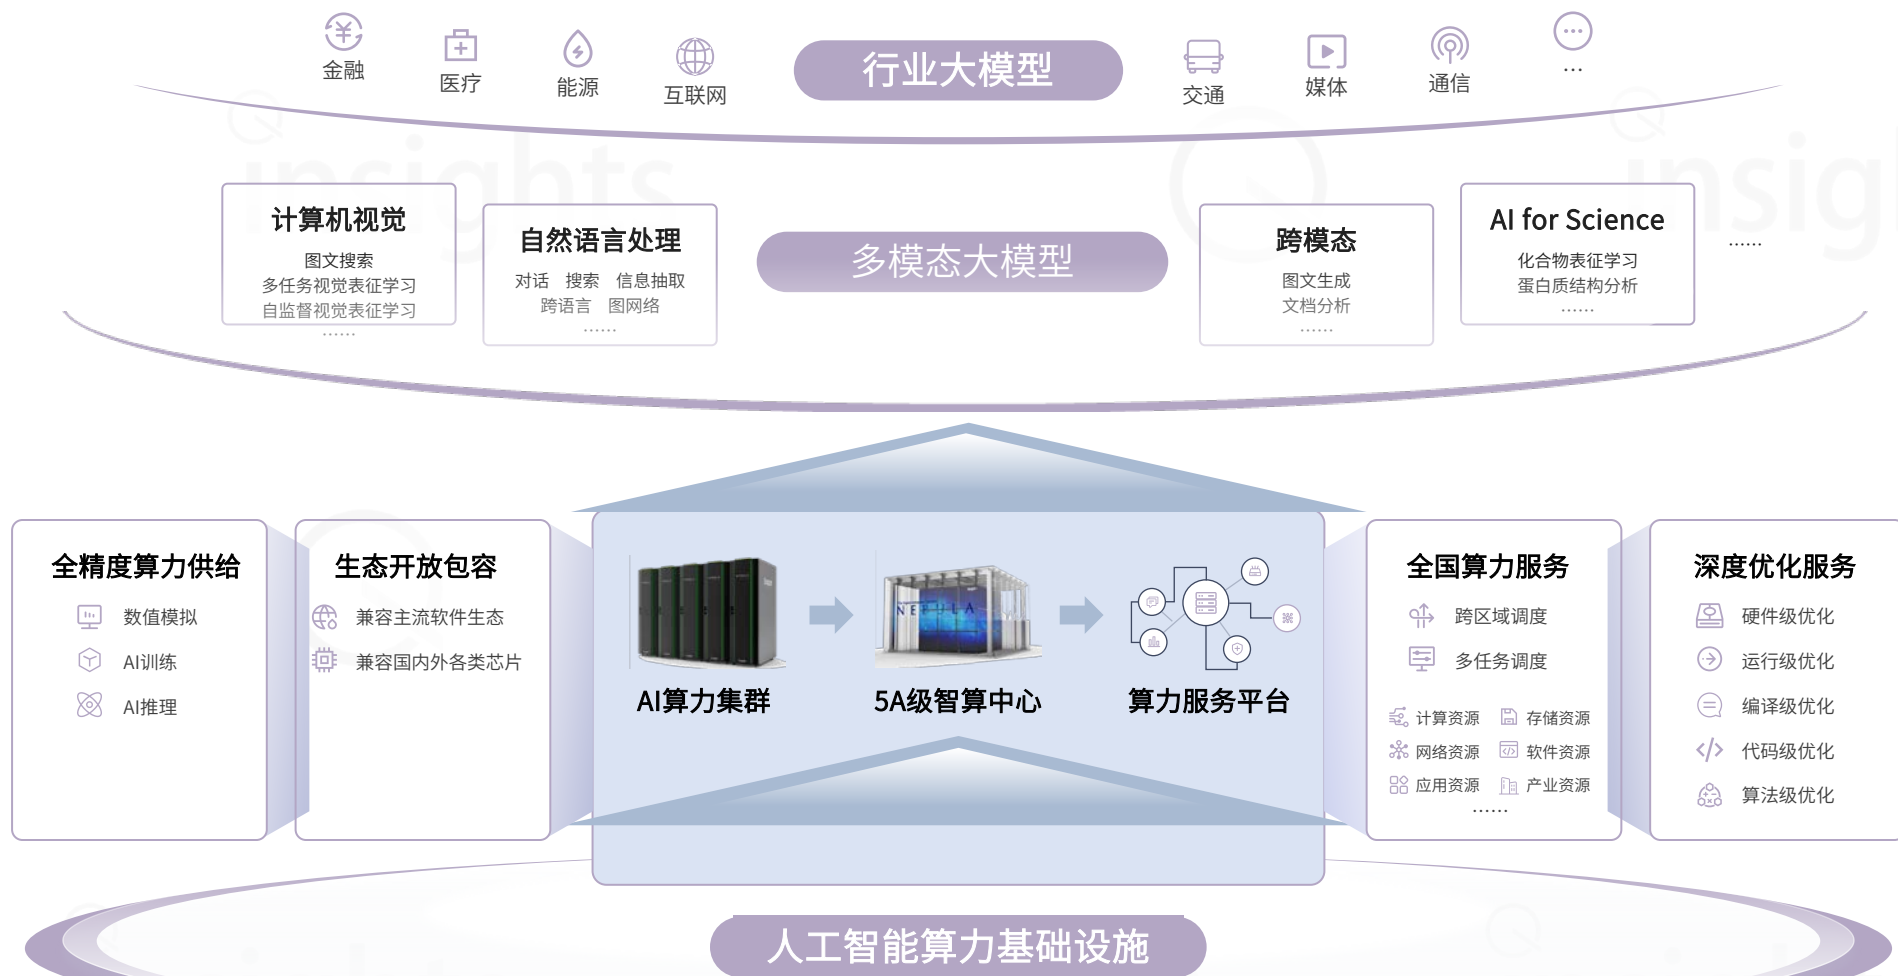 金融
医疗
能源
互联网
行业大模型
交通
媒体
通信
...
insights
insig
计算机视觉
图文搜索
多任务视觉表征学习
自监督视觉表征学习
......
自然语言处理
对话 搜索 信息抽取
跨语言 图网络
......
多模态大模型
跨模态
图文生成
文档分析
......
AI for Science
化合物表征学习
蛋白质结构分析
......
......
全精度算力供给
数值模拟
AI训练
AI推理
生态开放包容
兼容主流软件生态
兼容国内外各类芯片
NEBULA
AI算力集群
5A级智算中心
算力服务平台
全国算力服务
跨区域调度
多任务调度
计算资源 存储资源
网络资源 软件资源
应用资源 产业资源
......
深度优化服务
硬件级优化
运行级优化
编译级优化
代码级优化
算法级优化
人工智能算力基础设施